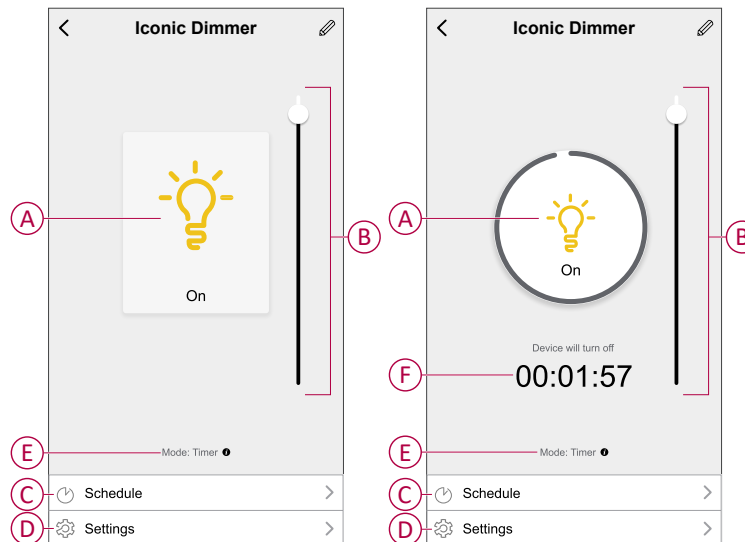 Iconic Dimmer
A
B
On
E
Mode: Timer i
C
Schedule
D
Settings
Iconic Dimmer
A
B
On
Device will turn off
F
00:01:57
E
Mode: Timer i
C
Schedule
D
Settings